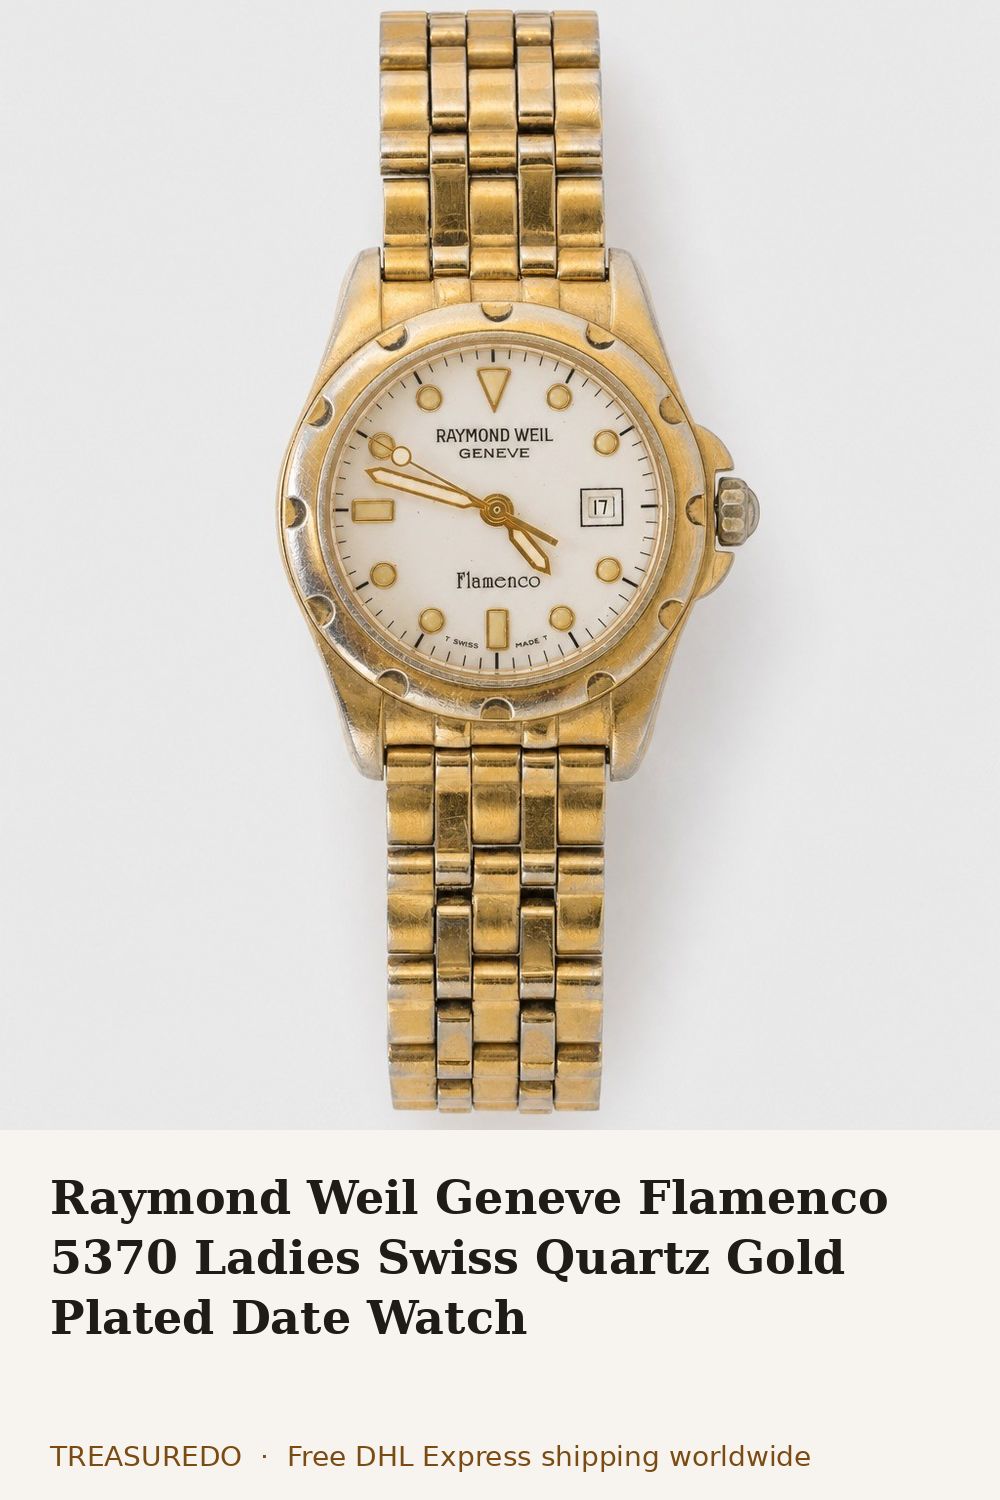 RAYMOND WEIL
GENEVE
17
Flamenco
T SWISS MADE T
Raymond Weil Geneve Flamenco
5370 Ladies Swiss Quartz Gold
Plated Date Watch
TREASUREDO · Free DHL Express shipping worldwide